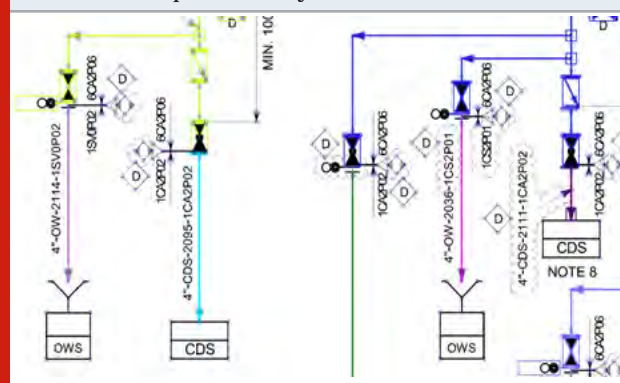 D
MIN. 100
6CA2P06
1SV0P02
D
4"-OW-2114-1SV0P02
6CA2P06
1CA2P02
D
4"-CDS-2095-1CA2P02
OWS
CDS
D
6CA2P06
1CA2P02
D
D
6CA2P06
1CS2P01
D
D
4"-OW-2036-1CS2P01
D
6CA2P06
1CA2P02
D
4"-CDS-2111-1CA2P02
CDS
NOTE 8
OWS
6CA2P06